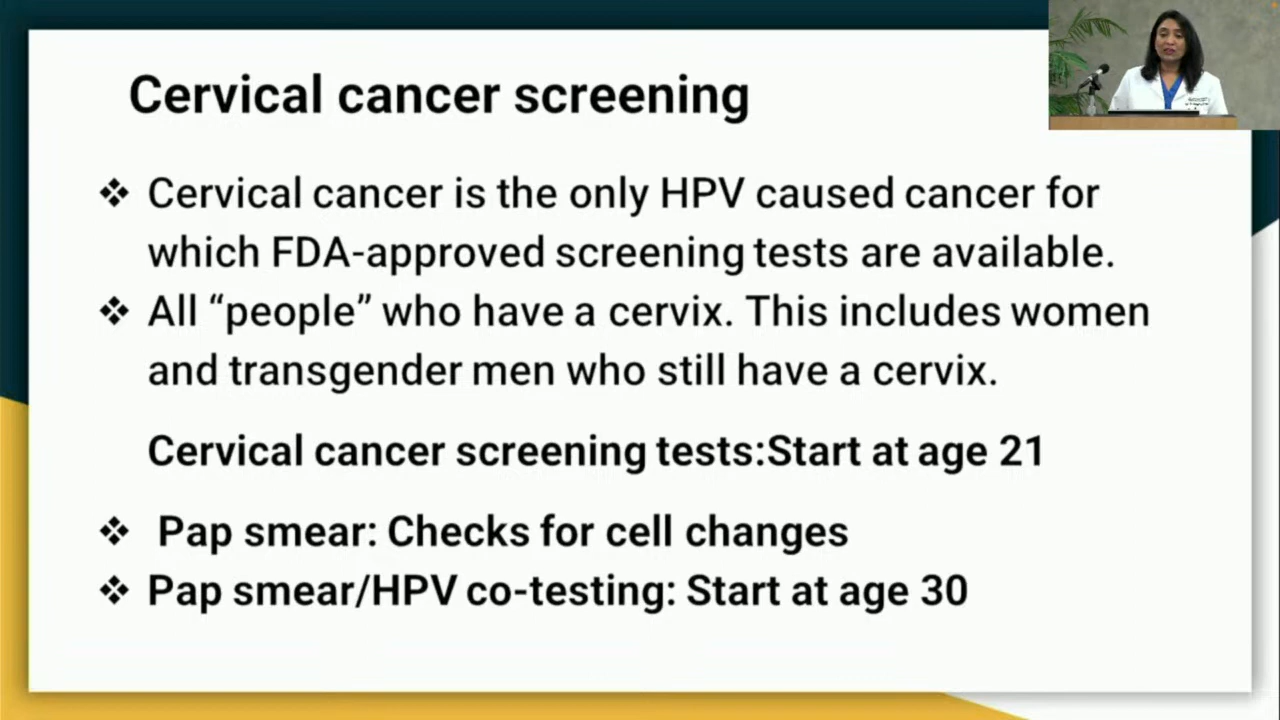 Cervical cancer screening
❖ Cervical cancer is the only HPV caused cancer for
which FDA-approved screening tests are available.
❖ All “people” who have a cervix. This includes women
and transgender men who still have a cervix.
Cervical cancer screening tests:Start at age 21
❖ Pap smear: Checks for cell changes
❖ Pap smear/HPV co-testing: Start at age 30